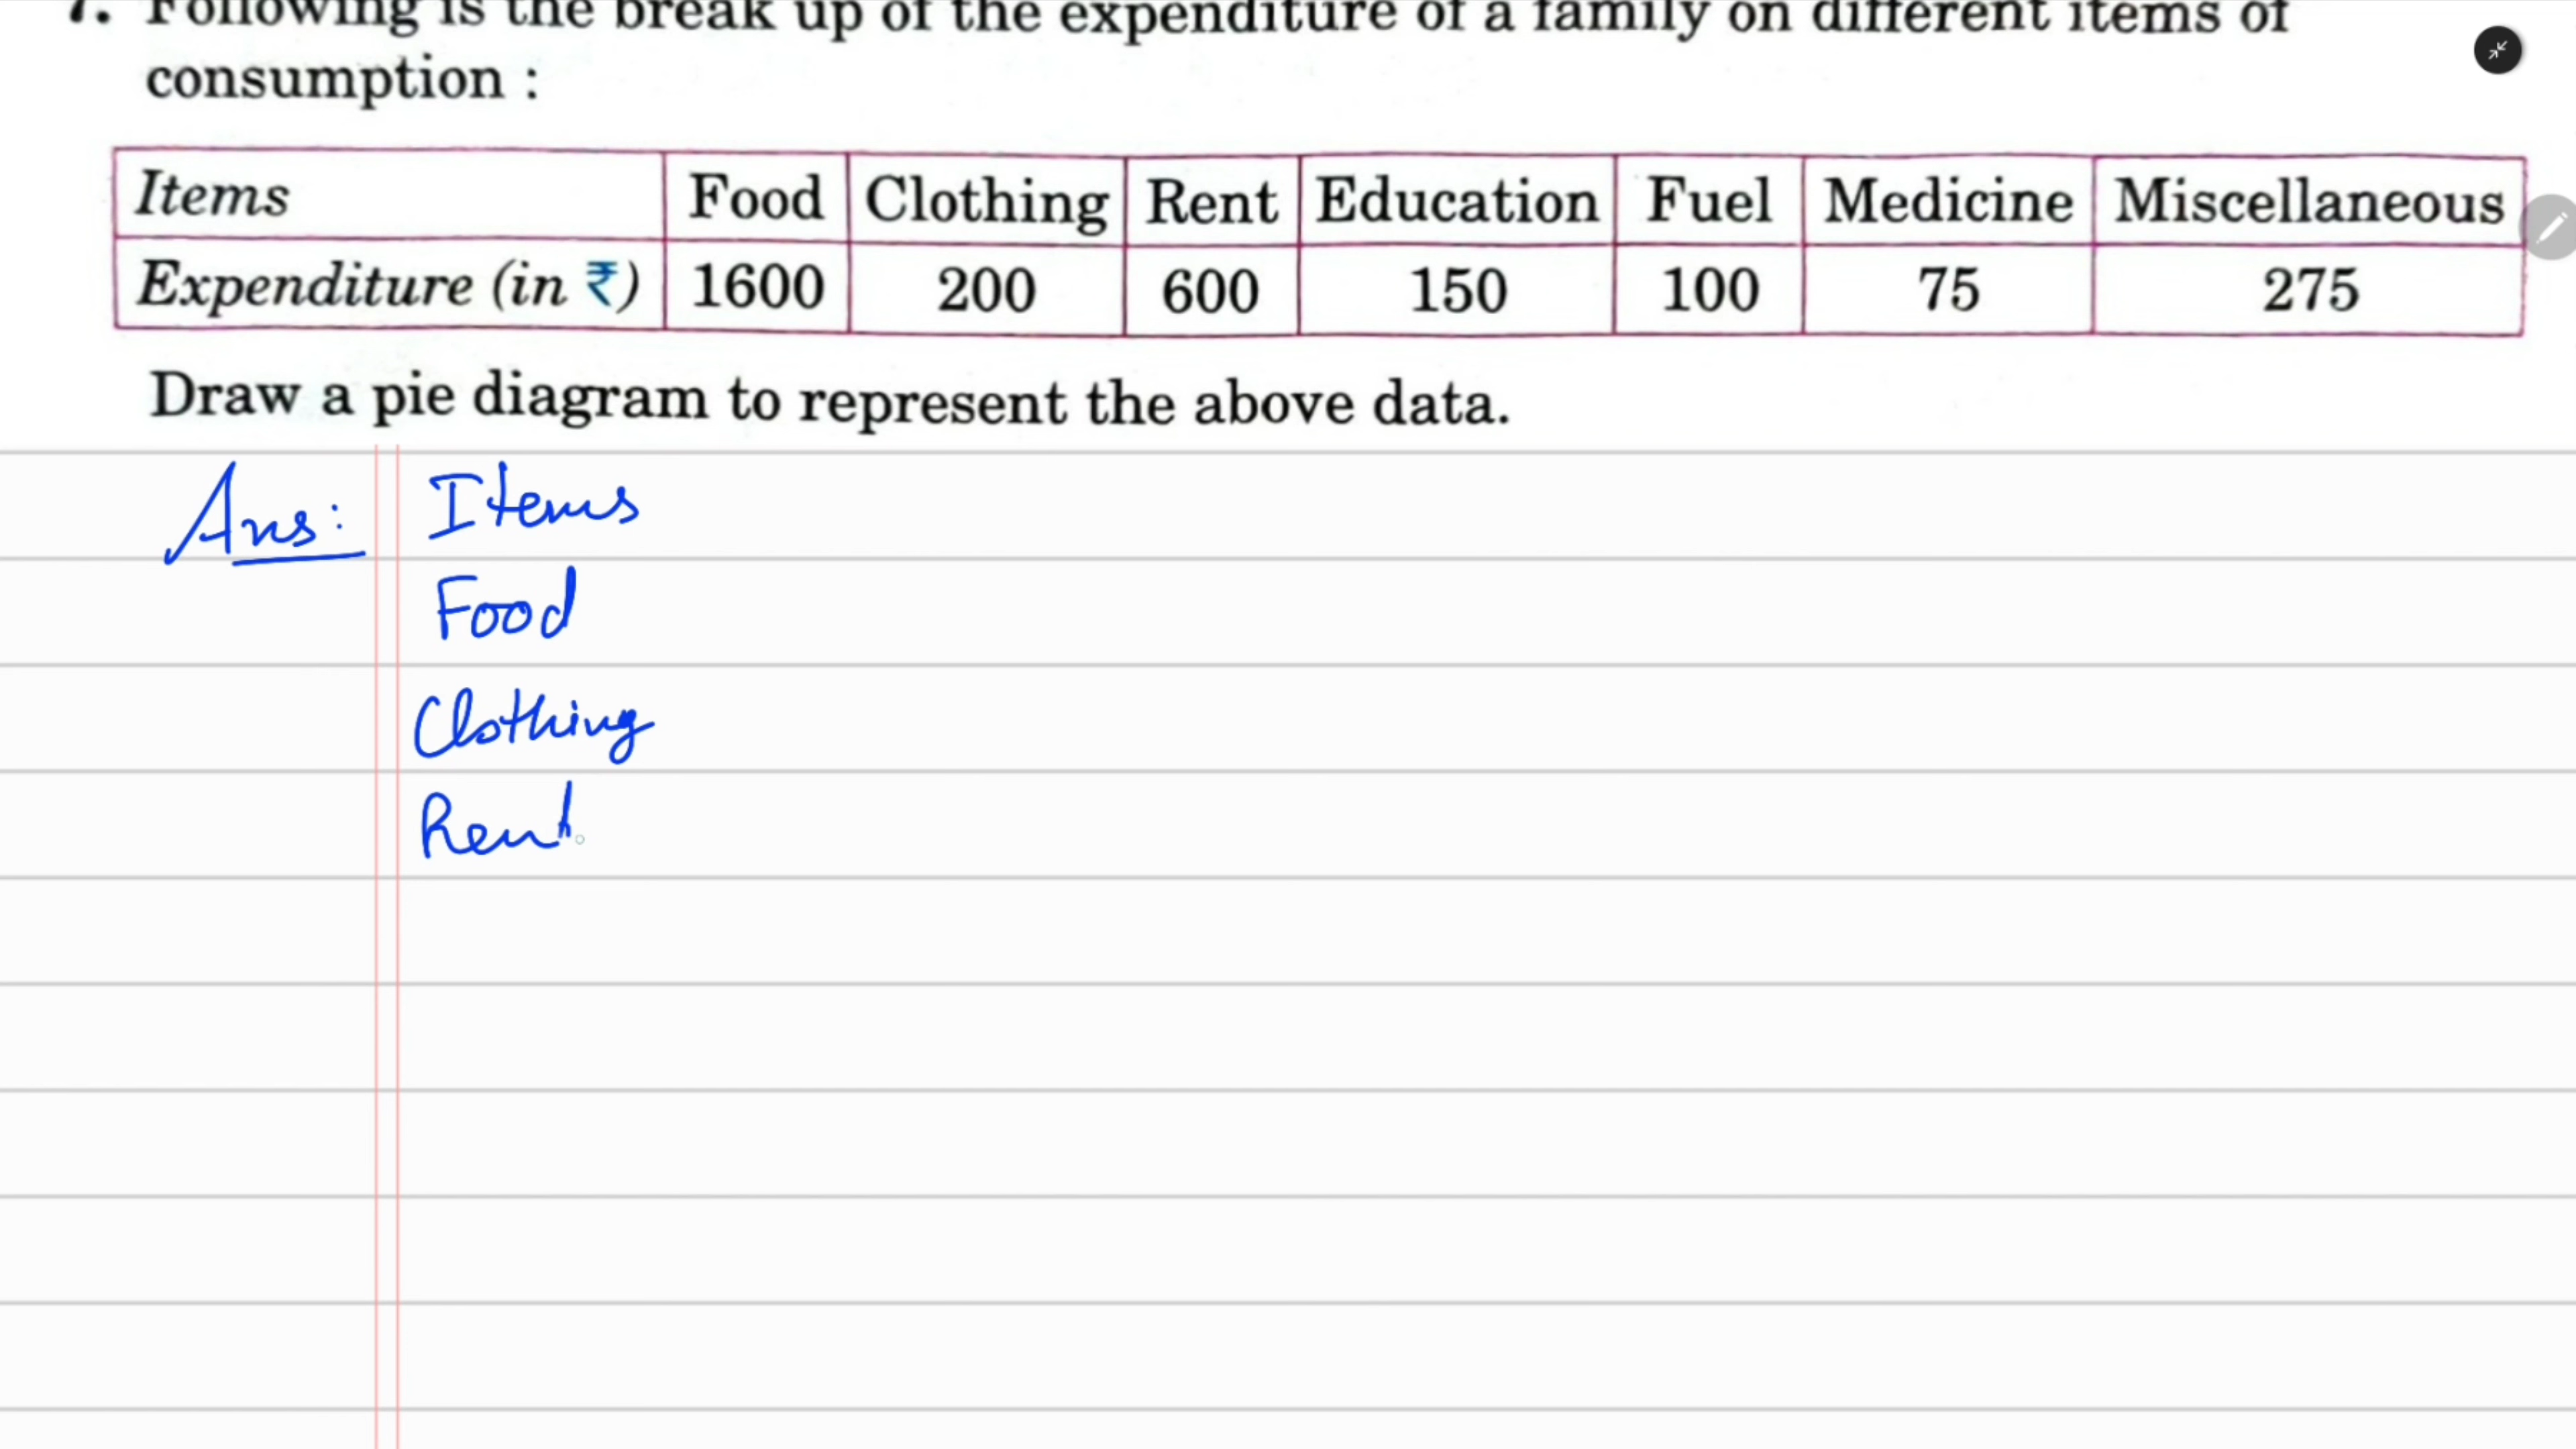 7. Following is the break up of the expenditure of a family on different items of
consumption :
Items Food Clothing Rent Education Fuel Medicine Miscellaneous
Expenditure (in ₹) 1600 200 600 150 100 75 275
Draw a pie diagram to represent the above data.
Ans: Items
Food
Clothing
Rent